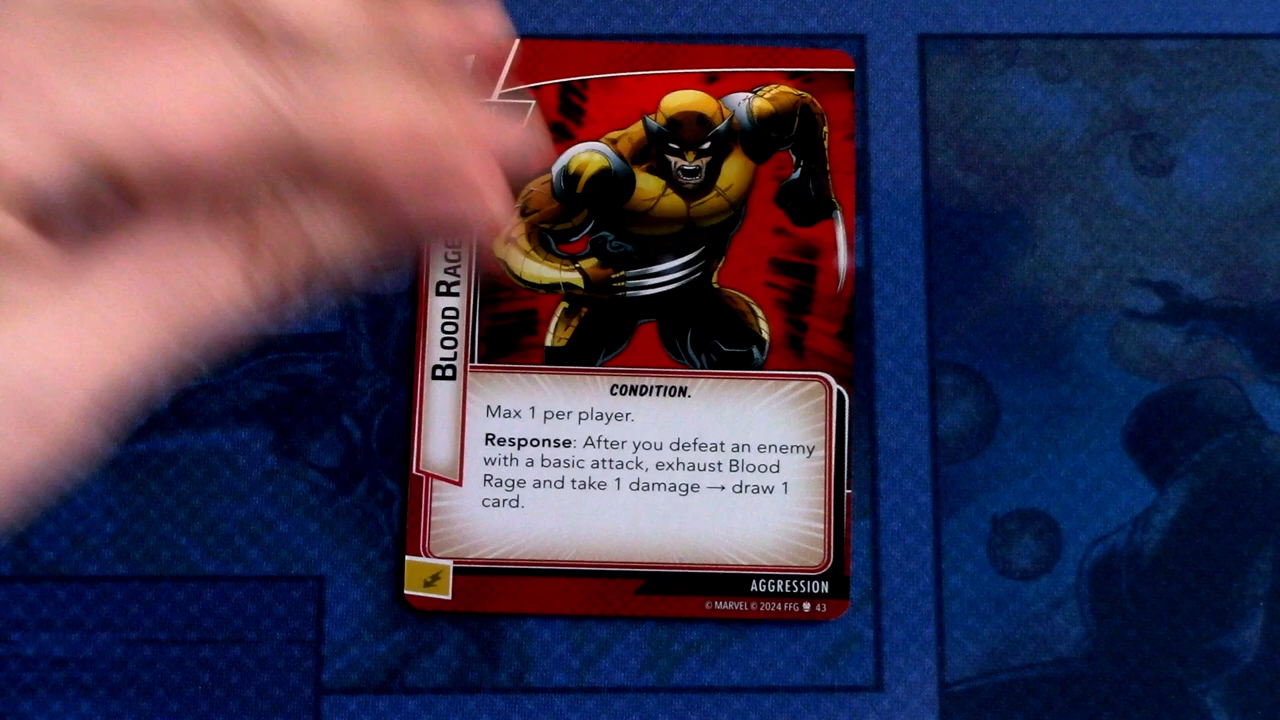 BLOOD RAGE
CONDITION.
Max 1 per player.
Response: After you defeat an enemy
with a basic attack, exhaust Blood
Rage and take 1 damage → draw 1
card.
AGGRESSION
© MARVEL © 2024 FFG 43